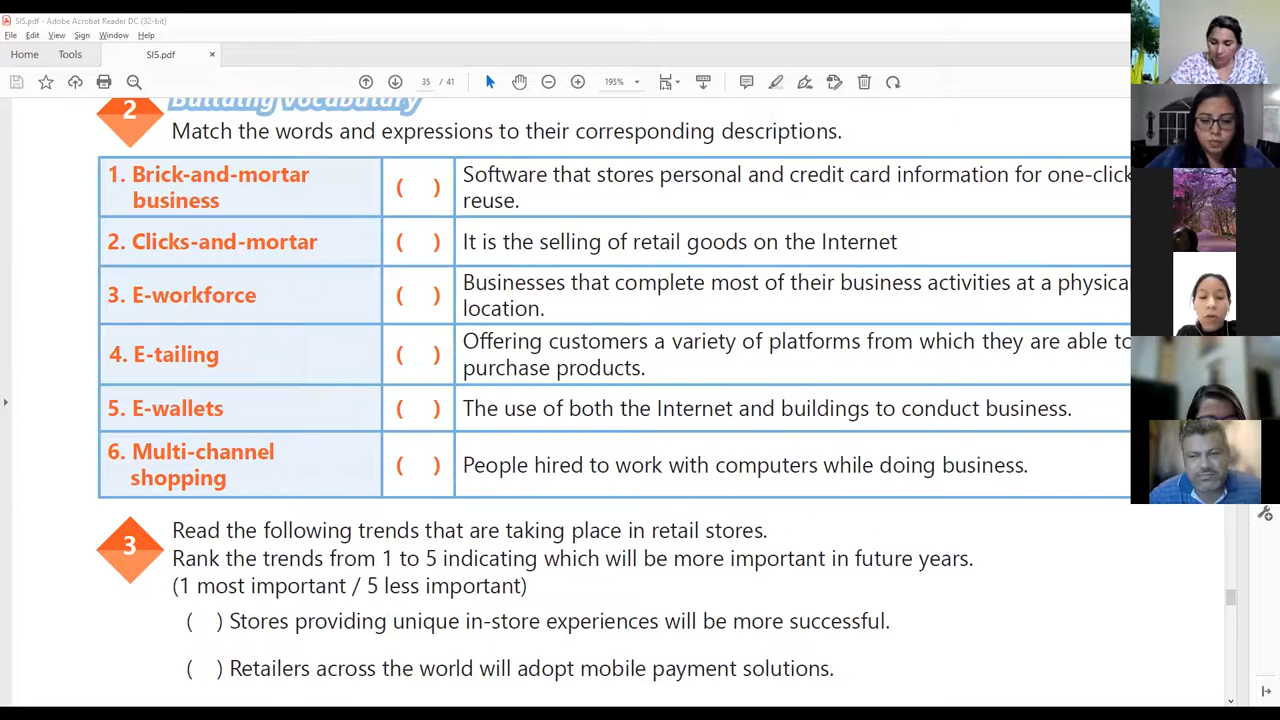 SI5.pdf - Adobe Acrobat Reader DC (32-bit)
File Edit View Sign Window Help
Home Tools SI5.pdf ×
35 / 41 195%
2 Building Vocabulary
Match the words and expressions to their corresponding descriptions.
1. Brick-and-mortar
business
( )
Software that stores personal and credit card information for one-click
reuse.
2. Clicks-and-mortar ( ) It is the selling of retail goods on the Internet
3. E-workforce ( )
Businesses that complete most of their business activities at a physica
location.
4. E-tailing ( )
Offering customers a variety of platforms from which they are able to
purchase products.
5. E-wallets ( ) The use of both the Internet and buildings to conduct business.
6. Multi-channel
shopping
( ) People hired to work with computers while doing business.
3 Read the following trends that are taking place in retail stores.
Rank the trends from 1 to 5 indicating which will be more important in future years.
(1 most important / 5 less important)
( ) Stores providing unique in-store experiences will be more successful.
( ) Retailers across the world will adopt mobile payment solutions.